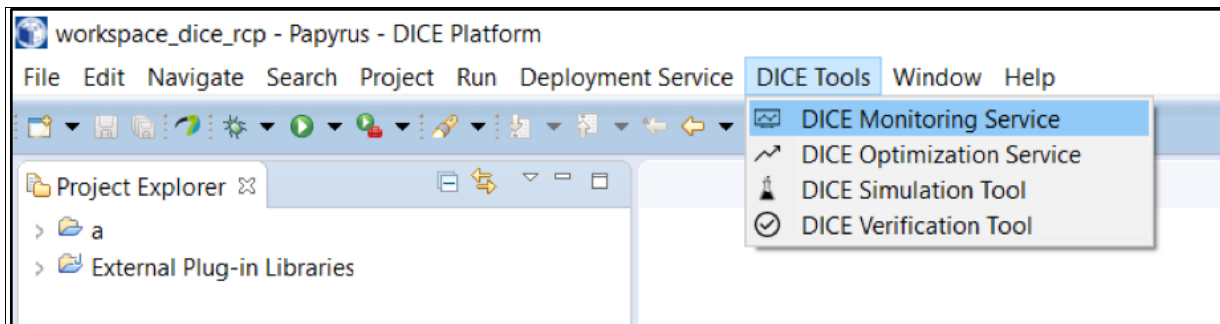 workspace_dice_rcp - Papyrus - DICE Platform
File Edit Navigate Search Project Run Deployment Service DICE Tools Window Help
DICE Monitoring Service
DICE Optimization Service
DICE Simulation Tool
DICE Verification Tool
Project Explorer
a
External Plug-in Libraries